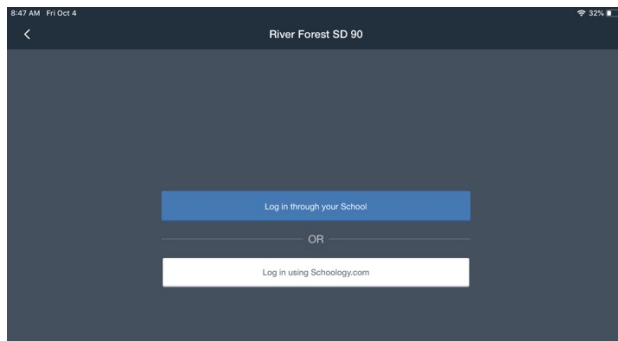 8:47 AM Fri Oct 4 32%
River Forest SD 90
Log in through your School
OR
Log in using Schoology.com